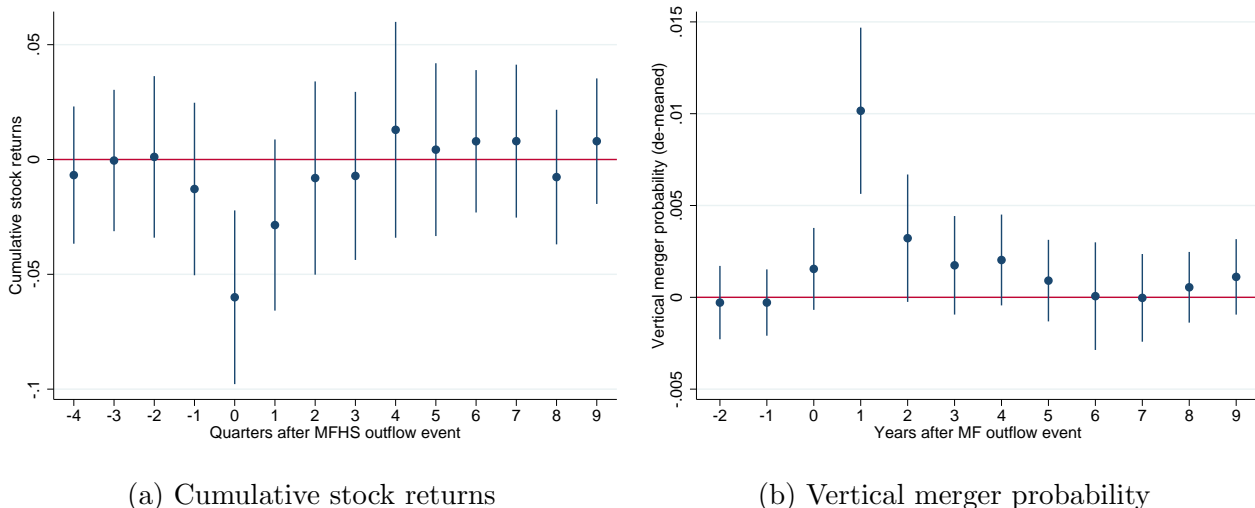 .05
0
-.05
-.1
Cumulative stock returns
-4 -3 -2 -1 0 1 2 3 4 5 6 7 8 9
Quarters after MFHS outflow event
(a) Cumulative stock returns
.015
.01
.005
0
-.005
Vertical merger probability (de-meaned)
-2 -1 0 1 2 3 4 5 6 7 8 9
Years after MF outflow event
(b) Vertical merger probability